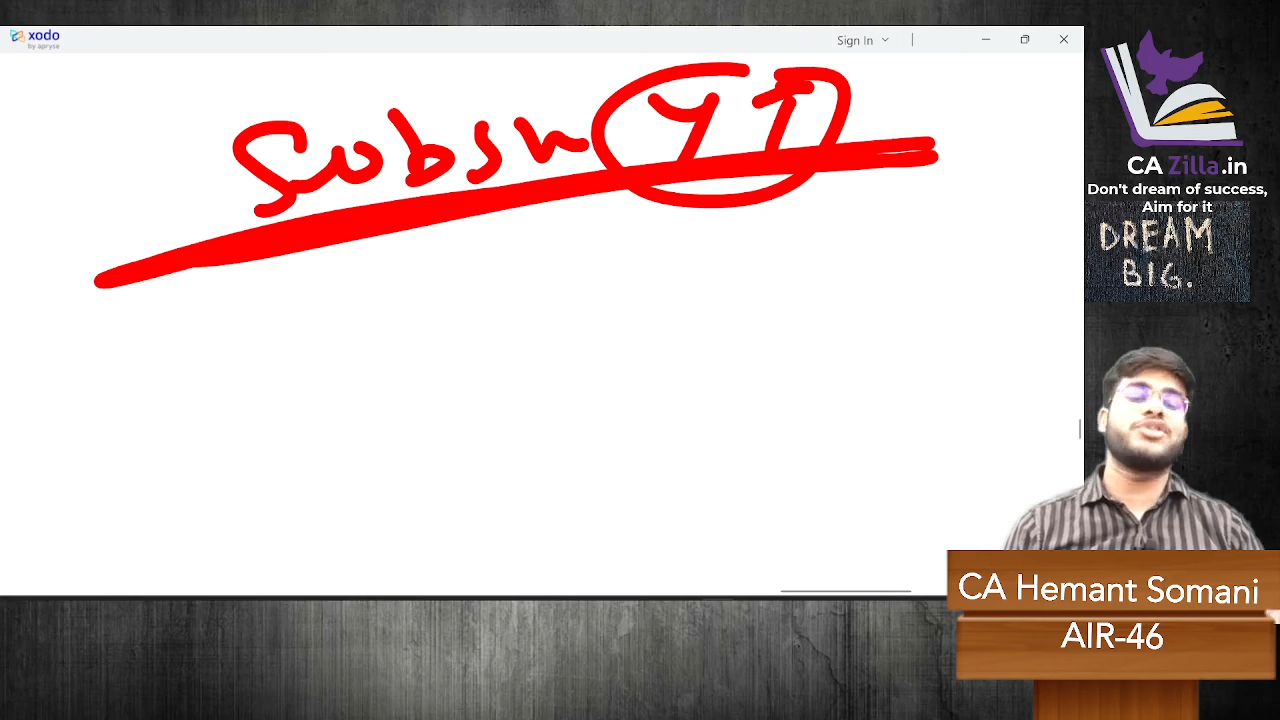 xodo
by apryse
Sign In
YT
CA Zilla.in
Don't dream of success,
Aim for it
DREAM
BIG.
CA Hemant Somani
AIR-46